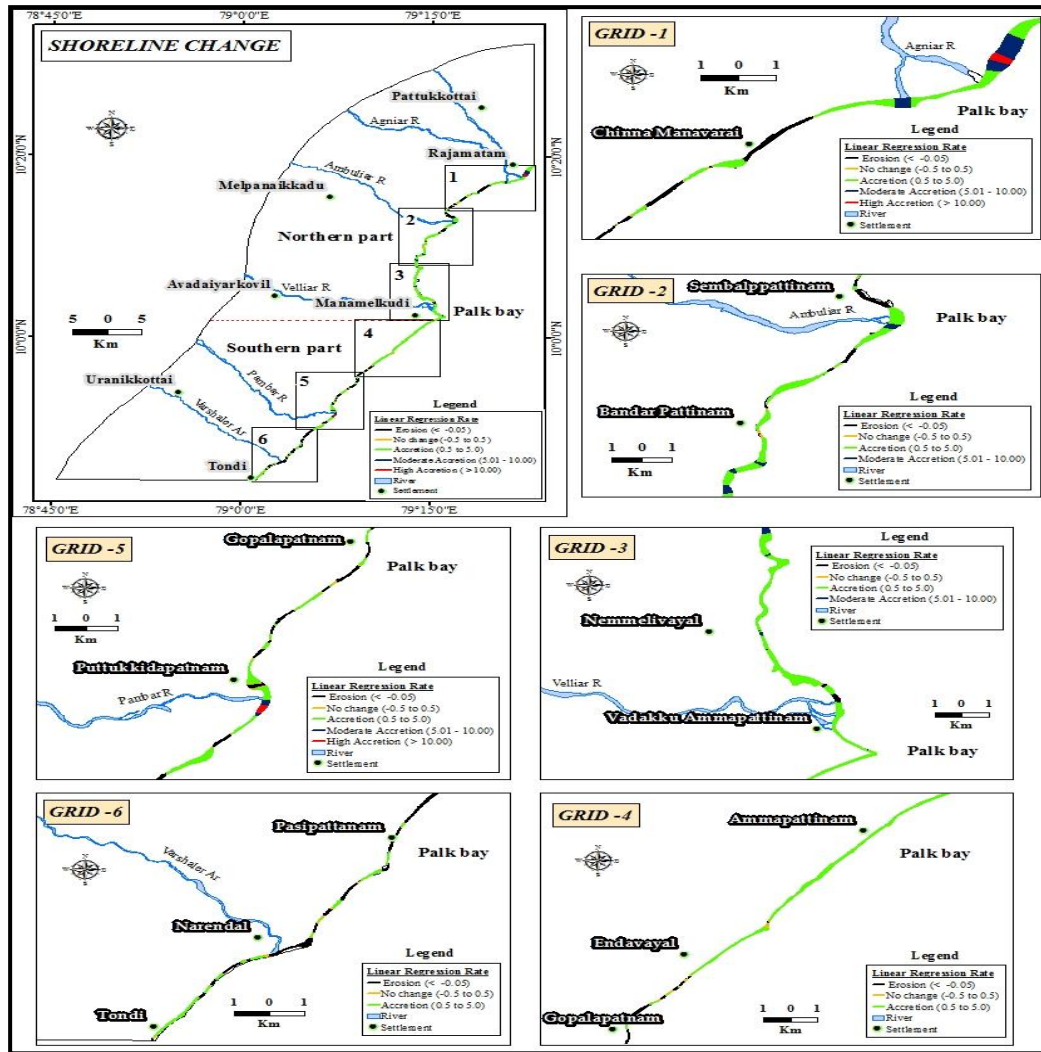 78°45'0"E
79°0'0"E
79°15'0"E
SHORELINE CHANGE
Pattukkottai
Agniar R
Rajamatam
1
Ambuliar R
Melpanaikkadu
2
Northern part
3
Avadaiyarkovil
Velliar R
Manamelkudi
Palk bay
5 0 5
Km
4
Southern part
5
Uranikkottai
Pambar R
Varshaler Ar
6
Tondi
10°20'0"N
10°0'0"N
10°20'0"N
10°0'0"N
Legend
Linear Regression Rate
Erosion (< -0.05)
No change (-0.5 to 0.5)
Accretion (0.5 to 5.0)
Moderate Accretion (5.01 - 10.00)
High Accretion (>10.00)
River
Settlement
78°45'0"E
79°0'0"E
79°15'0"E
GRID -1
1 0 1
Km
Agniar R
Palk bay
Chinna Manavarai
Legend
Linear Regression Rate
Erosion (< -0.05)
No change (-0.5 to 0.5)
Accretion (0.5 to 5.0)
Moderate Accretion (5.01 - 10.00)
High Accretion (> 10.00)
River
Settlement
GRID -2
Sembalppattinam
Ambuliar R
Palk bay
Bandar Pattinam
1 0 1
Km
Legend
Linear Regression Rate
Erosion (< -0.05)
No change (-0.5 to 0.5)
Accretion (0.5 to 5.0)
Moderate Accretion (5.01 - 10.00)
River
Settlement
GRID -5
Gopalapatnam
Palk bay
1 0 1
Km
Puttukkidapatnam
Panbar R
Legend
Linear Regression Rate
Erosion (< -0.05)
No change (-0.5 to 0.5)
Accretion (0.5 to 5.0)
Moderate Accretion (5.01 - 10.00)
High Accretion (> 10.00)
River
Settlement
GRID -3
Legend
Linear Regression Rate
Erosion (< -0.05)
No change (-0.5 to 0.5)
Accretion (0.5 to 5.0)
Moderate Accretion (5.01 - 10.00)
River
Settlement
Nemmelivayal
Velliar R
Vadakku Ammapattinam
1 0 1
Km
Palk bay
GRID -6
Pasipattanam
Palk bay
Varshaler Ar
Narendal
Tondi
1 0 1
Km
Legend
Linear Regression Rate
Erosion (< -0.05)
No change (-0.5 to 0.5)
Accretion (0.5 to 5.0)
River
Settlement
GRID -4
Ammapattinam
Palk bay
Endavayal
Gopalapatnam
1 0 1
Km
Legend
Linear Regression Rate
Erosion (< -0.05)
No change (-0.5 to 0.5)
Accretion (0.5 to 5.0)
River
Settlement